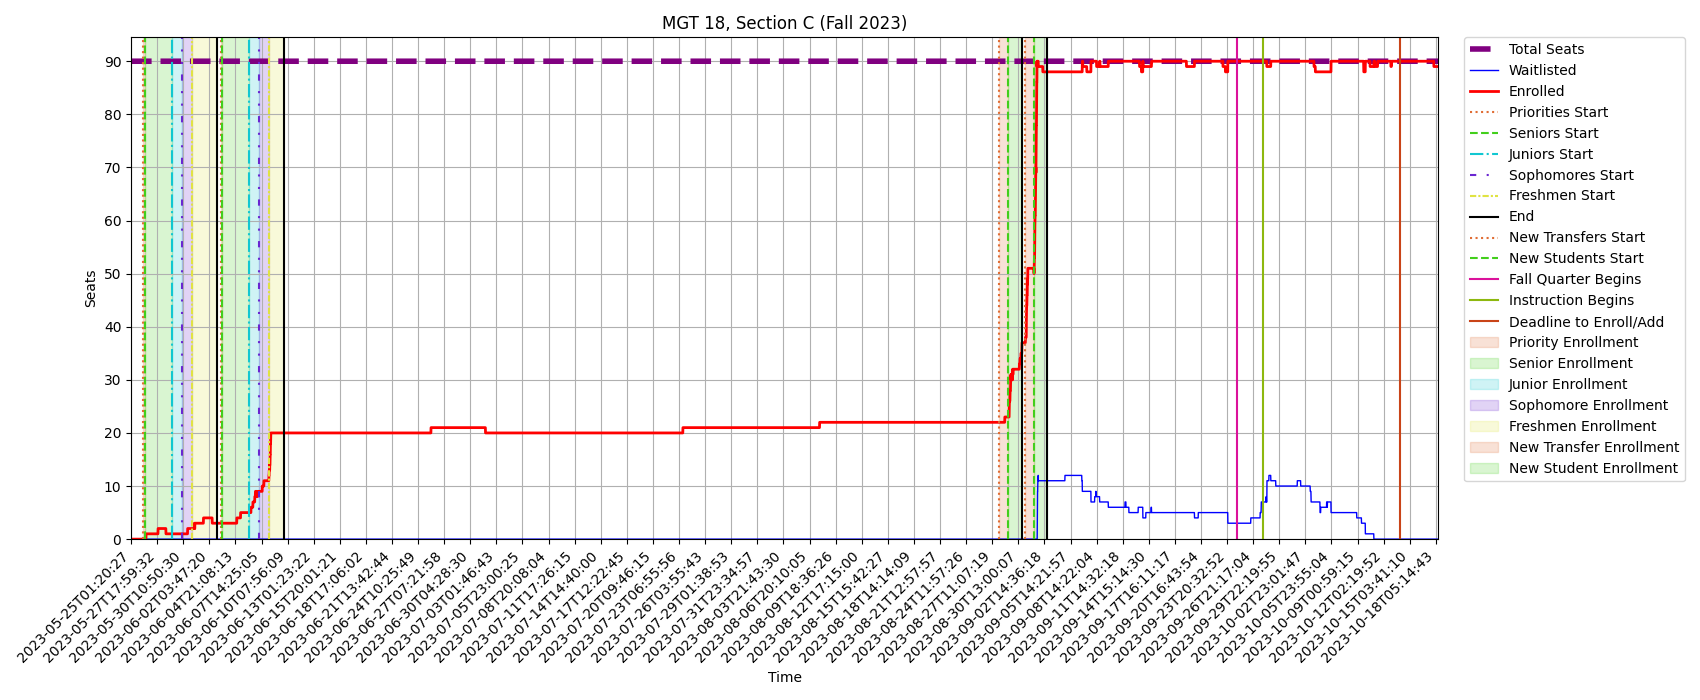 MGT 18, Section C (Fall 2023)
Seats
90
80
70
60
50
40
30
20
10
0
2023-05-25T01:20:27
2023-05-27T17:59:32
2023-05-30T10:50:30
2023-06-02T03:47:20
2023-06-04T21:08:13
2023-06-07T14:25:05
2023-06-10T07:56:09
2023-06-13T01:23:22
2023-06-15T20:01:21
2023-06-18T17:06:02
2023-06-21T13:42:44
2023-06-24T10:25:49
2023-06-27T07:21:58
2023-06-30T04:28:30
2023-07-03T01:46:43
2023-07-05T23:00:25
2023-07-08T20:08:04
2023-07-11T17:26:15
2023-07-14T14:40:00
2023-07-17T12:22:45
2023-07-20T09:46:15
2023-07-23T06:55:56
2023-07-26T03:55:43
2023-07-29T01:38:53
2023-07-31T23:34:57
2023-08-03T21:43:30
2023-08-06T20:10:05
2023-08-09T18:36:26
2023-08-12T17:15:00
2023-08-15T15:42:27
2023-08-18T14:14:09
2023-08-21T12:57:57
2023-08-24T11:57:26
2023-08-27T11:07:19
2023-08-30T13:00:07
2023-09-02T14:36:18
2023-09-05T14:21:57
2023-09-08T14:22:04
2023-09-11T14:32:18
2023-09-14T15:14:30
2023-09-17T16:11:17
2023-09-20T16:43:54
2023-09-23T20:32:52
2023-09-26T21:17:04
2023-09-29T22:19:55
2023-10-02T23:01:47
2023-10-05T23:55:04
2023-10-09T00:59:15
2023-10-12T02:19:52
2023-10-15T03:41:10
2023-10-18T05:14:43
Time
Total Seats
Waitlisted
Enrolled
Priorities Start
Seniors Start
Juniors Start
Sophomores Start
Freshmen Start
End
New Transfers Start
New Students Start
Fall Quarter Begins
Instruction Begins
Deadline to Enroll/Add
Priority Enrollment
Senior Enrollment
Junior Enrollment
Sophomore Enrollment
Freshmen Enrollment
New Transfer Enrollment
New Student Enrollment